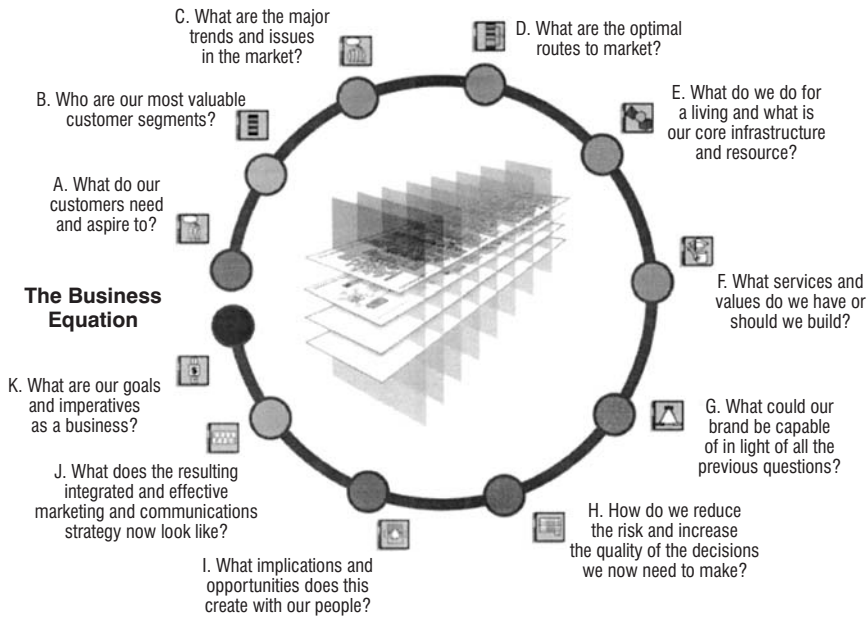 C. What are the major
trends and issues
in the market?
D. What are the optimal
routes to market?
B. Who are our most valuable
customer segments?
E. What do we do for
a living and what is
our core infrastructure
and resource?
A. What do our
customers need
and aspire to?
The Business
Equation
F. What services and
values do we have or
should we build?
K. What are our goals
and imperatives
as a business?
G. What could our
brand be capable
of in light of all the
previous questions?
J. What does the resulting
integrated and effective
marketing and communications
strategy now look like?
H. How do we reduce
the risk and increase
the quality of the decisions
we now need to make?
I. What implications and
opportunities does this
create with our people?
$